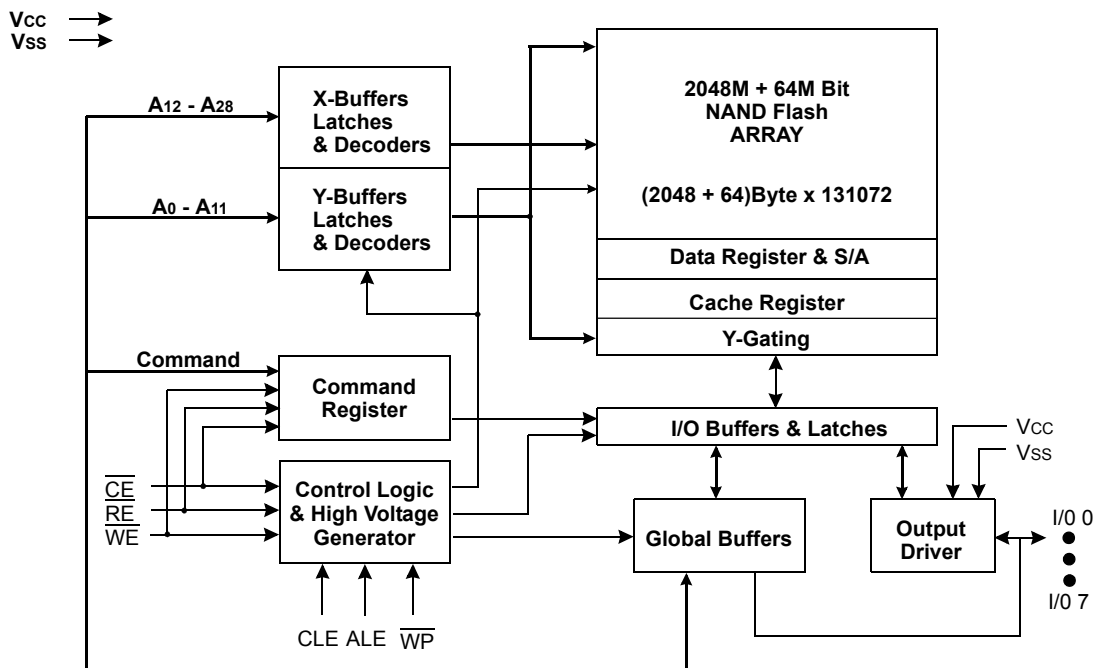 VCC
VSS
A12 - A28
X-Buffers
Latches
& Decoders
A0 - A11
Y-Buffers
Latches
& Decoders
2048M + 64M Bit
NAND Flash
ARRAY
(2048 + 64)Byte x 131072
Data Register & S/A
Cache Register
Y-Gating
Command
Command
Register
I/O Buffers & Latches
VCC
VSS
CE
RE
WE
Control Logic
& High Voltage
Generator
Global Buffers
Output
Driver
I/0 0
I/0 7
CLE ALE WP